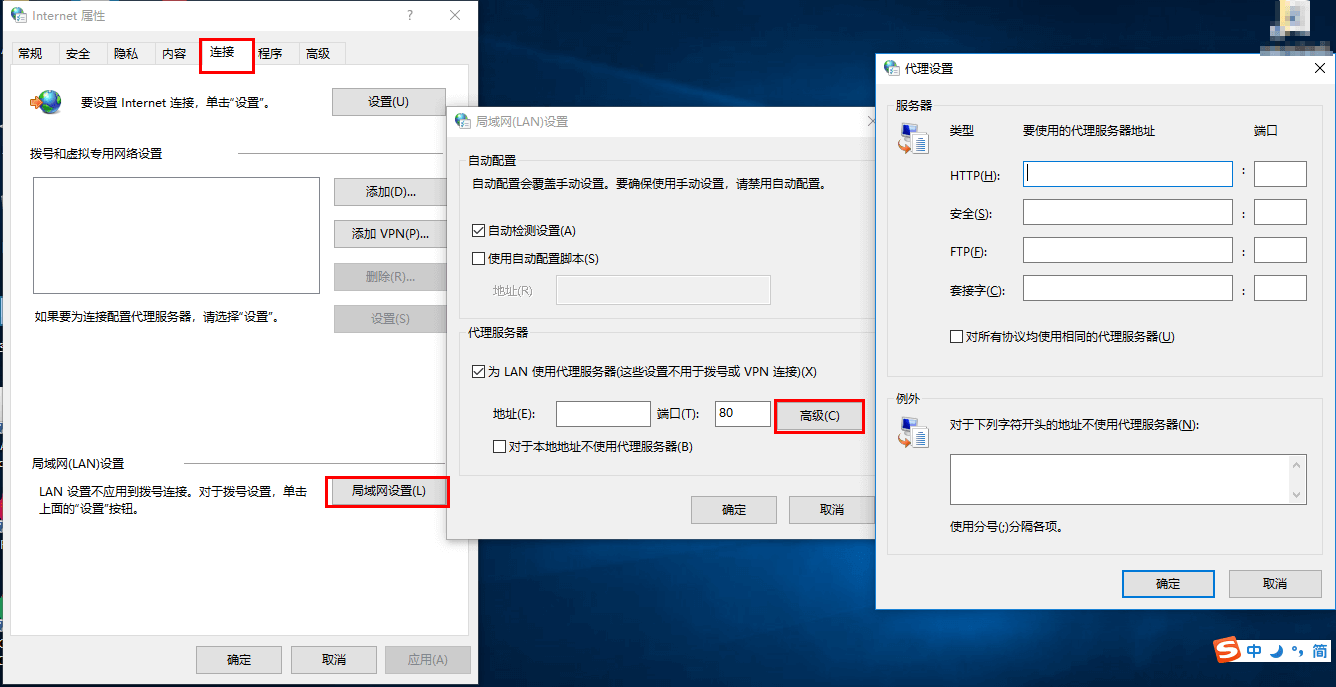 Internet 属性
?
常规
安全
隐私
内容
连接
程序
高级
要设置 Internet 连接，单击“设置”。
设置(U)
拨号和虚拟专用网络设置
添加(D)...
添加 VPN(P)...
删除(R)...
如果要为连接配置代理服务器，请选择“设置”。
设置(S)
局域网(LAN)设置
LAN 设置不应用到拨号连接。对于拨号设置，单击
上面的“设置”按钮。
局域网设置(L)
确定
取消
应用(A)
局域网(LAN)设置
自动配置
自动配置会覆盖手动设置。要确保使用手动设置，请禁用自动配置。
自动检测设置(A)
使用自动配置脚本(S)
地址(R)
代理服务器
为 LAN 使用代理服务器(这些设置不用于拨号或 VPN 连接)(X)
地址(E):
端口(T):
80
高级(C)
对于本地地址不使用代理服务器(B)
确定
取消
代理设置
服务器
类型
要使用的代理服务器地址
端口
HTTP(H):
:
安全(S):
:
FTP(F):
:
套接字(C):
:
对所有协议均使用相同的代理服务器(U)
例外
对于下列字符开头的地址不使用代理服务器(N):
使用分号(;)分隔各项。
确定
取消
S 中 简